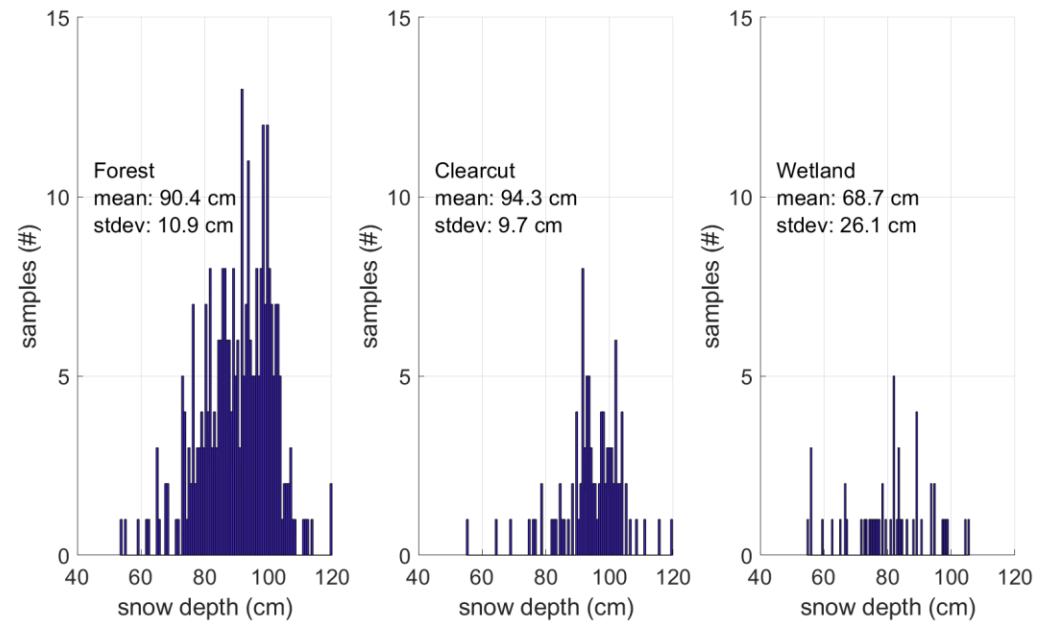 15
10
5
0
samples (#)
Forest
mean: 90.4 cm
stdev: 10.9 cm
40 60 80 100 120
snow depth (cm)
15
10
5
0
samples (#)
Clearcut
mean: 94.3 cm
stdev: 9.7 cm
40 60 80 100 120
snow depth (cm)
15
10
5
0
samples (#)
Wetland
mean: 68.7 cm
stdev: 26.1 cm
40 60 80 100 120
snow depth (cm)